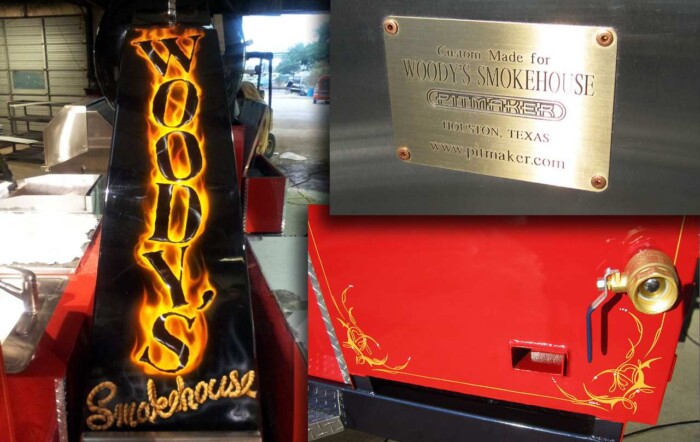 WOODY'S
Smokehouse
Custom Made for
WOODY'S SMOKEHOUSE
PITMAKER
HOUSTON, TEXAS
www.pitmaker.com